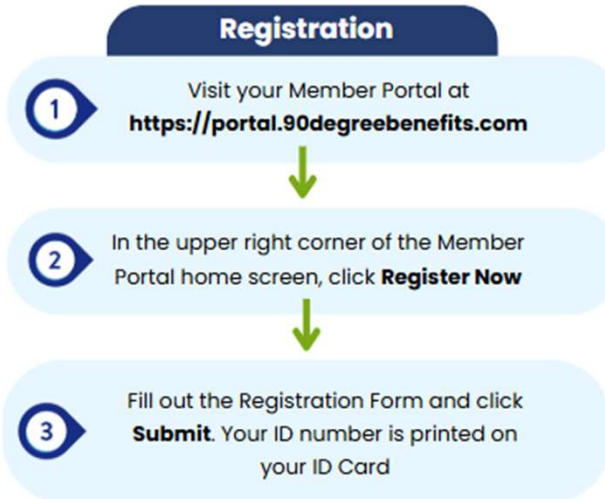 Registration
1
Visit your Member Portal at
https://portal.90degreebenefits.com
2
In the upper right corner of the Member
Portal home screen, click Register Now
3
Fill out the Registration Form and click
Submit. Your ID number is printed on
your ID Card